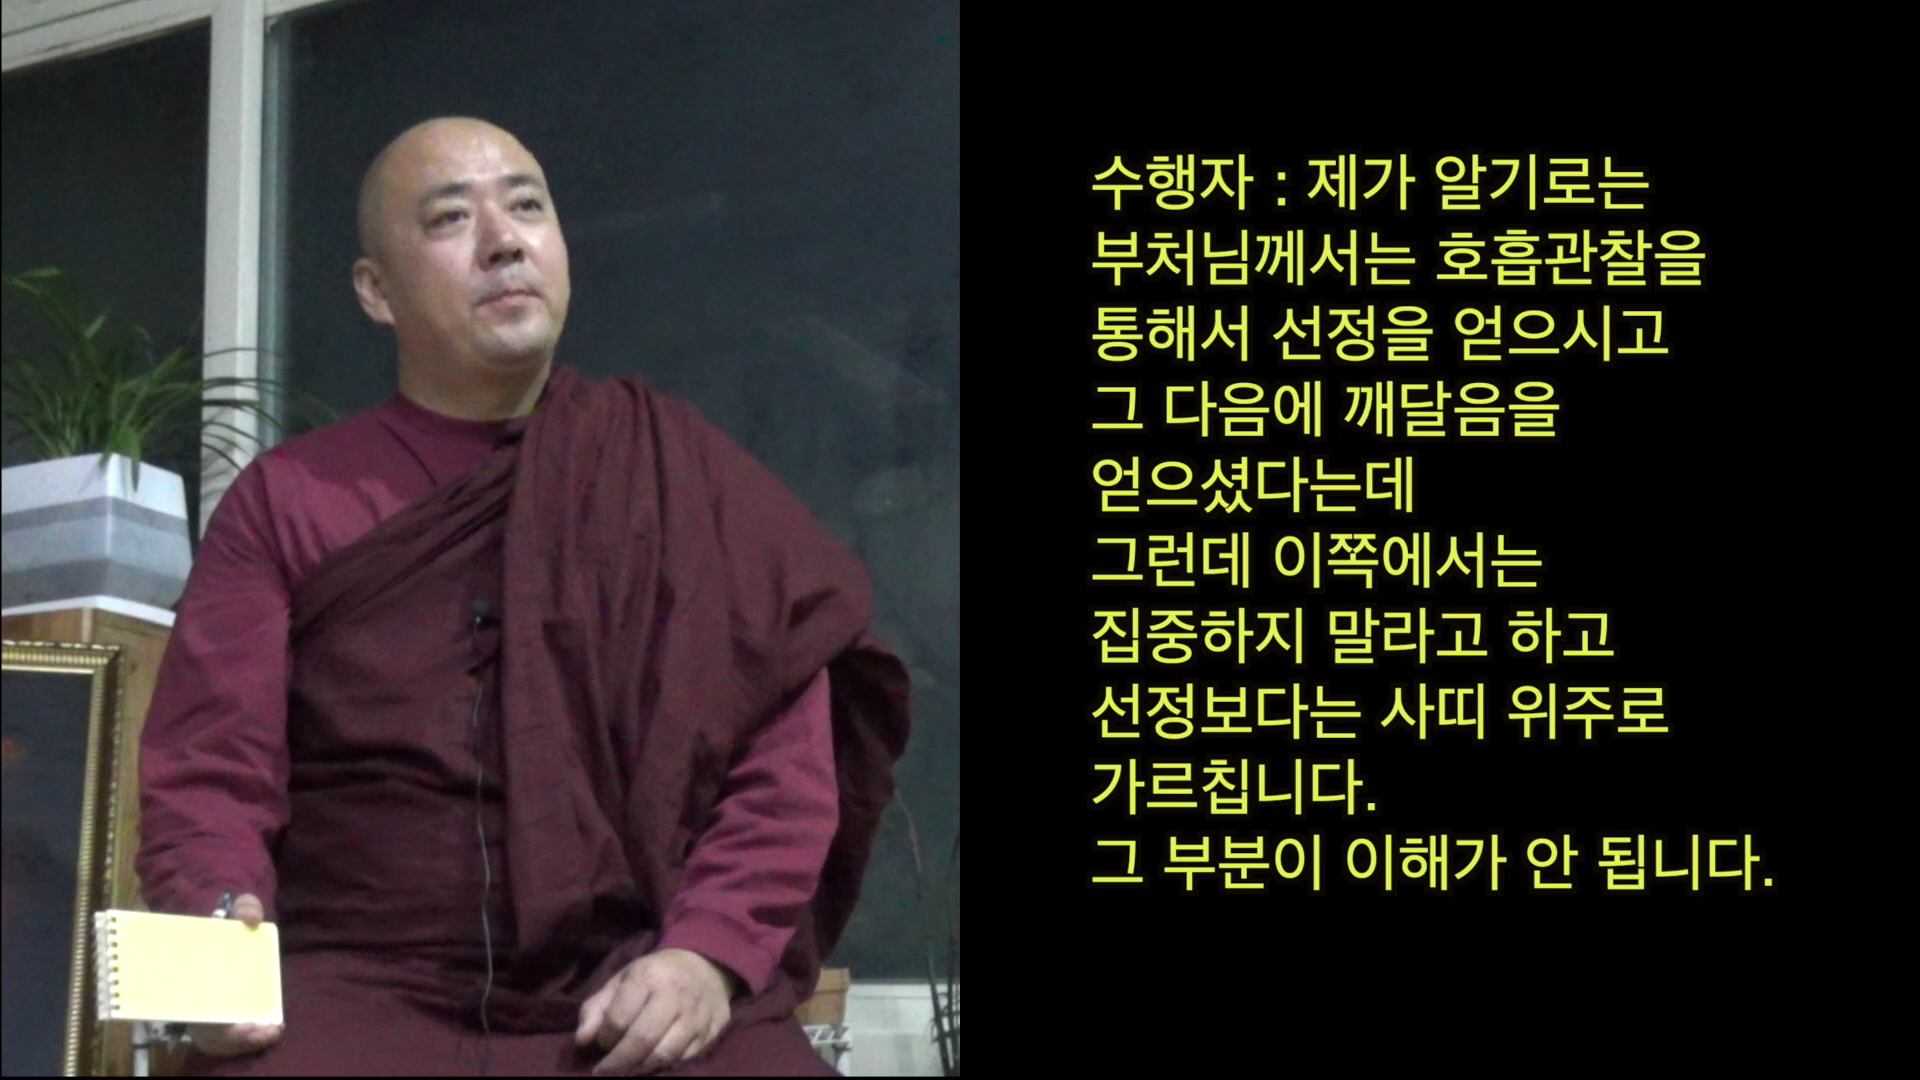 수행자 : 제가 알기로는
부처님께서는 호흡관찰을
통해서 선정을 얻으시고
그 다음에 깨달음을
얻으셨다는데
그런데 이쪽에서는
집중하지 말라고 하고
선정보다는 사띠 위주로
가르칩니다.
그 부분이 이해가 안 됩니다.